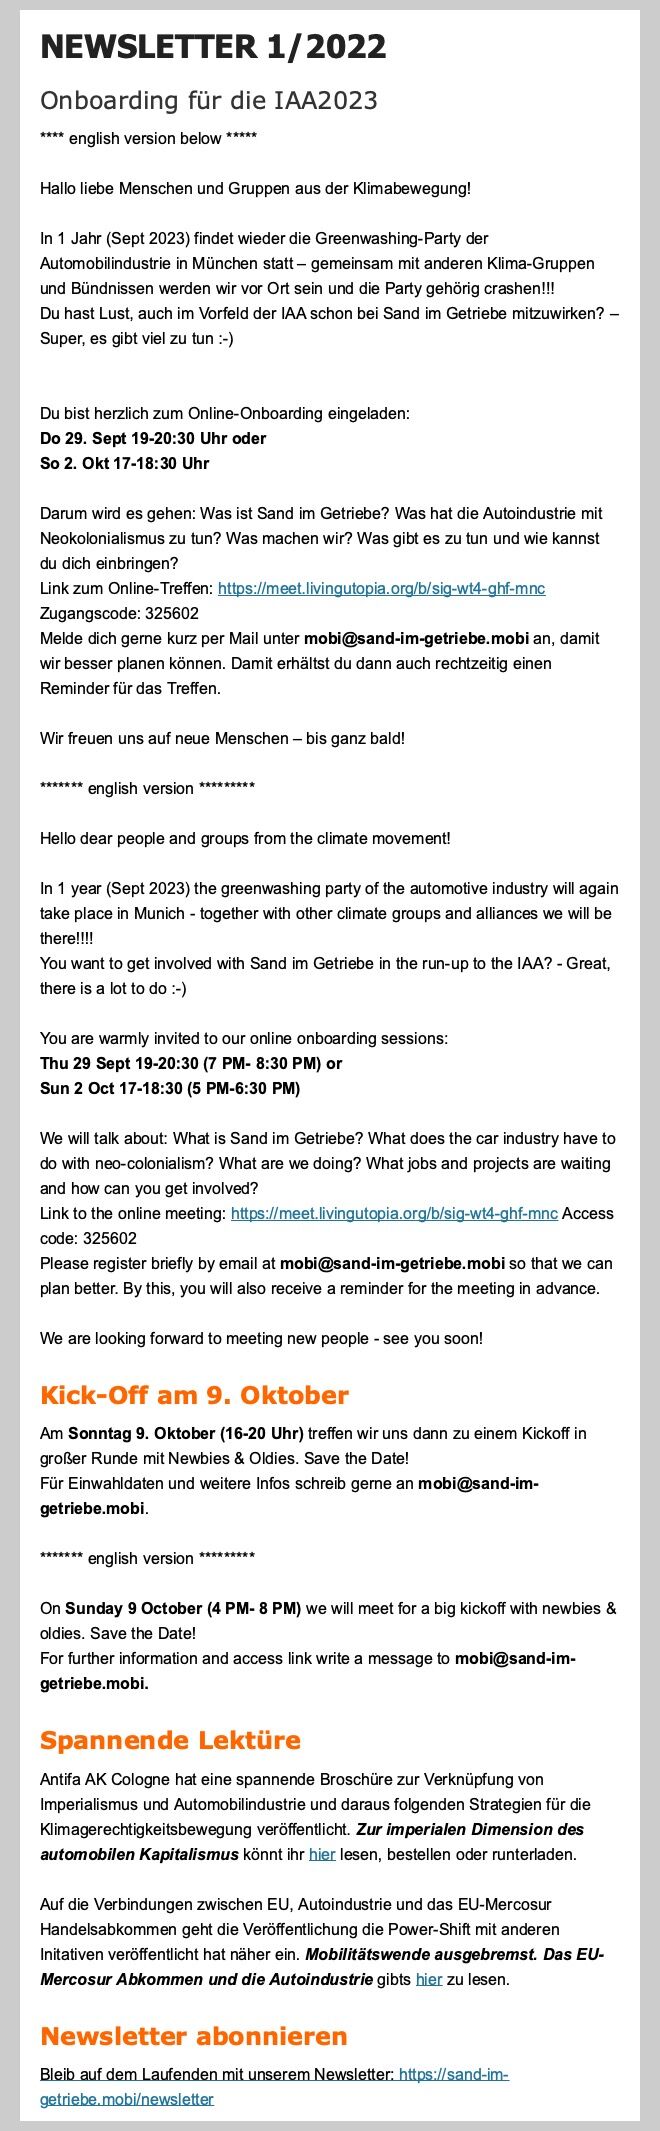 NEWSLETTER 1/2022
Onboarding für die IAA2023
**** english version below *****
Hallo liebe Menschen und Gruppen aus der Klimabewegung!
In 1 Jahr (Sept 2023) findet wieder die Greenwashing-Party der
Automobilindustrie in München statt – gemeinsam mit anderen Klima-Gruppen
und Bündnissen werden wir vor Ort sein und die Party gehörig crashen!!!
Du hast Lust, auch im Vorfeld der IAA schon bei Sand im Getriebe mitzuwirken? –
Super, es gibt viel zu tun :-)
Du bist herzlich zum Online-Onboarding eingeladen:
Do 29. Sept 19-20:30 Uhr oder
So 2. Okt 17-18:30 Uhr
Darum wird es gehen: Was ist Sand im Getriebe? Was hat die Autoindustrie mit
Neokolonialismus zu tun? Was machen wir? Was gibt es zu tun und wie kannst
du dich einbringen?
Link zum Online-Treffen: https://meet.livingutopia.org/b/sig-wt4-ghf-mnc
Zugangscode: 325602
Melde dich gerne kurz per Mail unter mobi@sand-im-getriebe.mobi an, damit
wir besser planen können. Damit erhältst du dann auch rechtzeitig einen
Reminder für das Treffen.
Wir freuen uns auf neue Menschen – bis ganz bald!
******* english version *********
Hello dear people and groups from the climate movement!
In 1 year (Sept 2023) the greenwashing party of the automotive industry will again
take place in Munich - together with other climate groups and alliances we will be
there!!!!
You want to get involved with Sand im Getriebe in the run-up to the IAA? - Great,
there is a lot to do :-)
You are warmly invited to our online onboarding sessions:
Thu 29 Sept 19-20:30 (7 PM- 8:30 PM) or
Sun 2 Oct 17-18:30 (5 PM-6:30 PM)
We will talk about: What is Sand im Getriebe? What does the car industry have to
do with neo-colonialism? What are we doing? What jobs and projects are waiting
and how can you get involved?
Link to the online meeting: https://meet.livingutopia.org/b/sig-wt4-ghf-mnc Access
code: 325602
Please register briefly by email at mobi@sand-im-getriebe.mobi so that we can
plan better. By this, you will also receive a reminder for the meeting in advance.
We are looking forward to meeting new people - see you soon!
Kick-Off am 9. Oktober
Am Sonntag 9. Oktober (16-20 Uhr) treffen wir uns dann zu einem Kickoff in
großer Runde mit Newbies & Oldies. Save the Date!
Für Einwahldaten und weitere Infos schreib gerne an mobi@sand-im-
getriebe.mobi.
******* english version *********
On Sunday 9 October (4 PM- 8 PM) we will meet for a big kickoff with newbies &
oldies. Save the Date!
For further information and access link write a message to mobi@sand-im-
getriebe.mobi.
Spannende Lektüre
Antifa AK Cologne hat eine spannende Broschüre zur Verknüpfung von
Imperialismus und Automobilindustrie und daraus folgenden Strategien für die
Klimagerechtigkeitsbewegung veröffentlicht. Zur imperialen Dimension des
automobilen Kapitalismus könnt ihr hier lesen, bestellen oder runterladen.
Auf die Verbindungen zwischen EU, Autoindustrie und das EU-Mercosur
Handelsabkommen geht die Veröffentlichung die Power-Shift mit anderen
Initativen veröffentlicht hat näher ein. Mobilitätswende ausgebremst. Das EU-
Mercosur Abkommen und die Autoindustrie gibts hier zu lesen.
Newsletter abonnieren
Bleib auf dem Laufenden mit unserem Newsletter: https://sand-im-
getriebe.mobi/newsletter